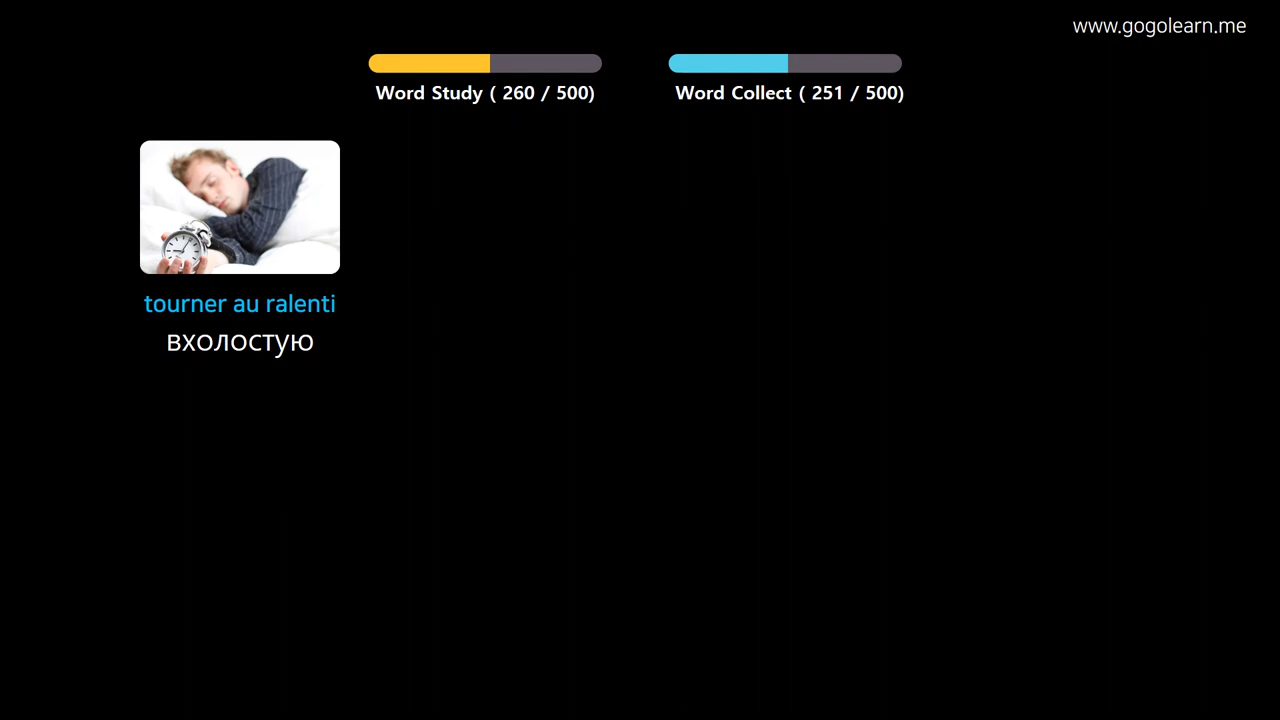 www.gogolearn.me
Word Study ( 260 / 500)
Word Collect ( 251 / 500)
tourner au ralenti
вхолостую